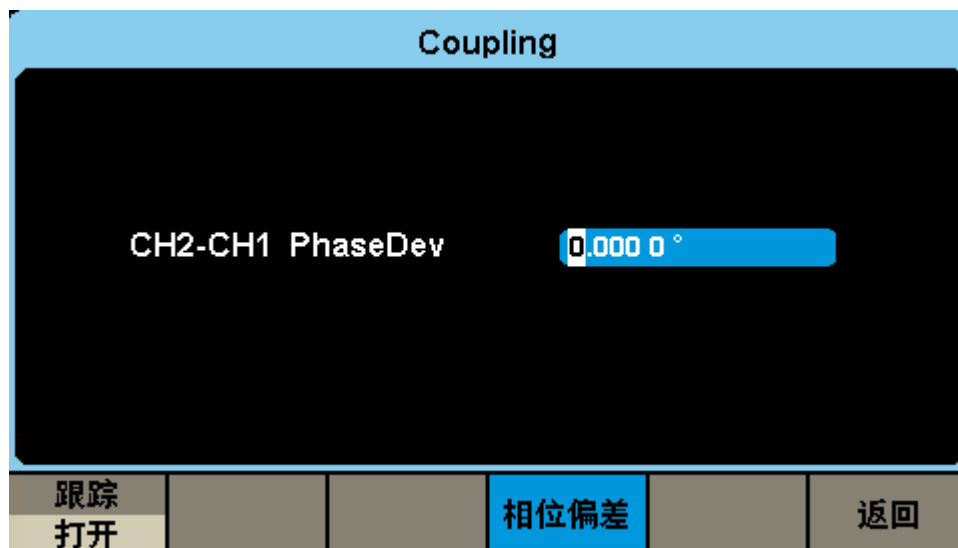 Coupling
CH2-CH1 PhaseDev 0.000 0 °
跟踪
打开
相位偏差
返回